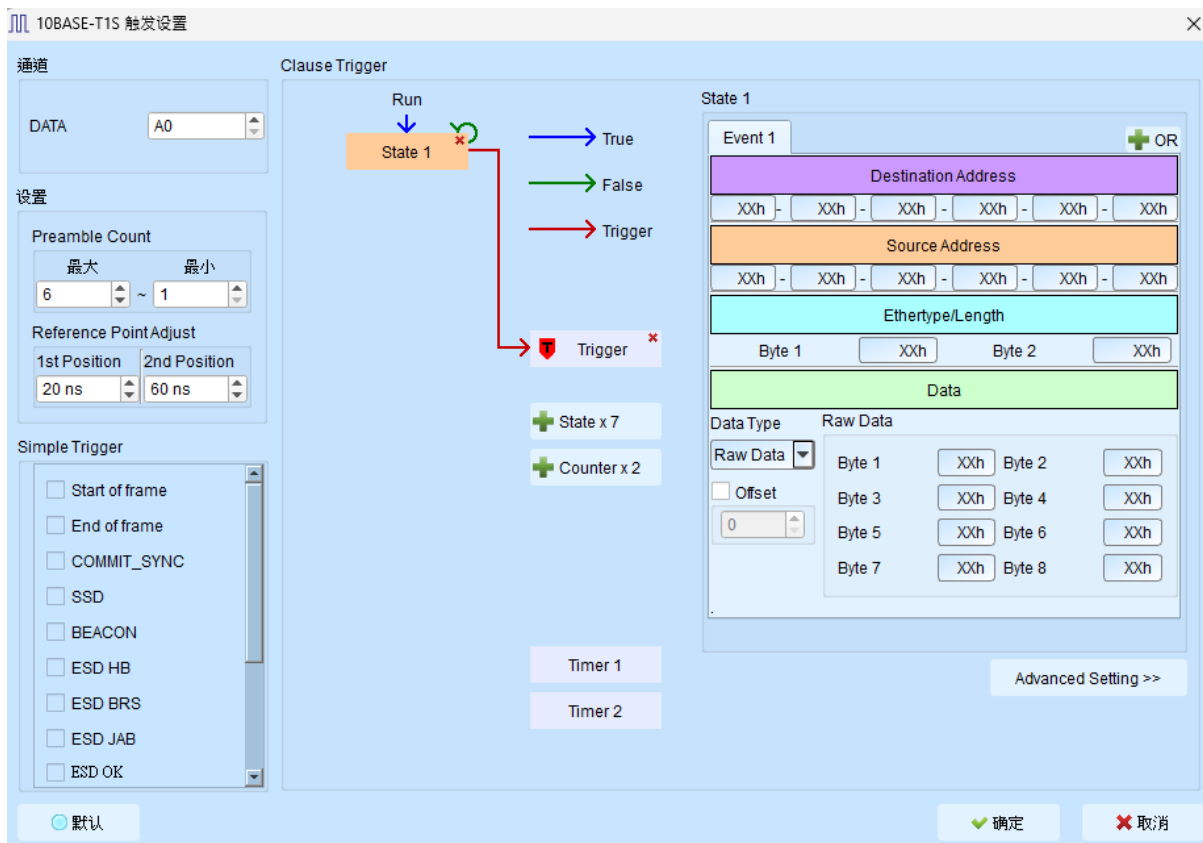 10BASE-T1S 触发设置
通道
DATA A0
设置
Preamble Count
最大 最小
6 ~ 1
Reference Point Adjust
1st Position 2nd Position
20 ns 60 ns
Simple Trigger
Start of frame
End of frame
COMMIT_SYNC
SSD
BEACON
ESD HB
ESD BRS
ESD JAB
ESD OK
默认
Clause Trigger
Run
State 1
True
False
Trigger
T Trigger
State x 7
Counter x 2
Timer 1
Timer 2
State 1
Event 1 OR
Destination Address
XXh - XXh - XXh - XXh - XXh - XXh
Source Address
XXh - XXh - XXh - XXh - XXh - XXh
Ethertype/Length
Byte 1 XXh Byte 2 XXh
Data
Data Type Raw Data
Raw Data
Offset
0
Byte 1 XXh Byte 2 XXh
Byte 3 XXh Byte 4 XXh
Byte 5 XXh Byte 6 XXh
Byte 7 XXh Byte 8 XXh
.
Advanced Setting >>
确定 取消